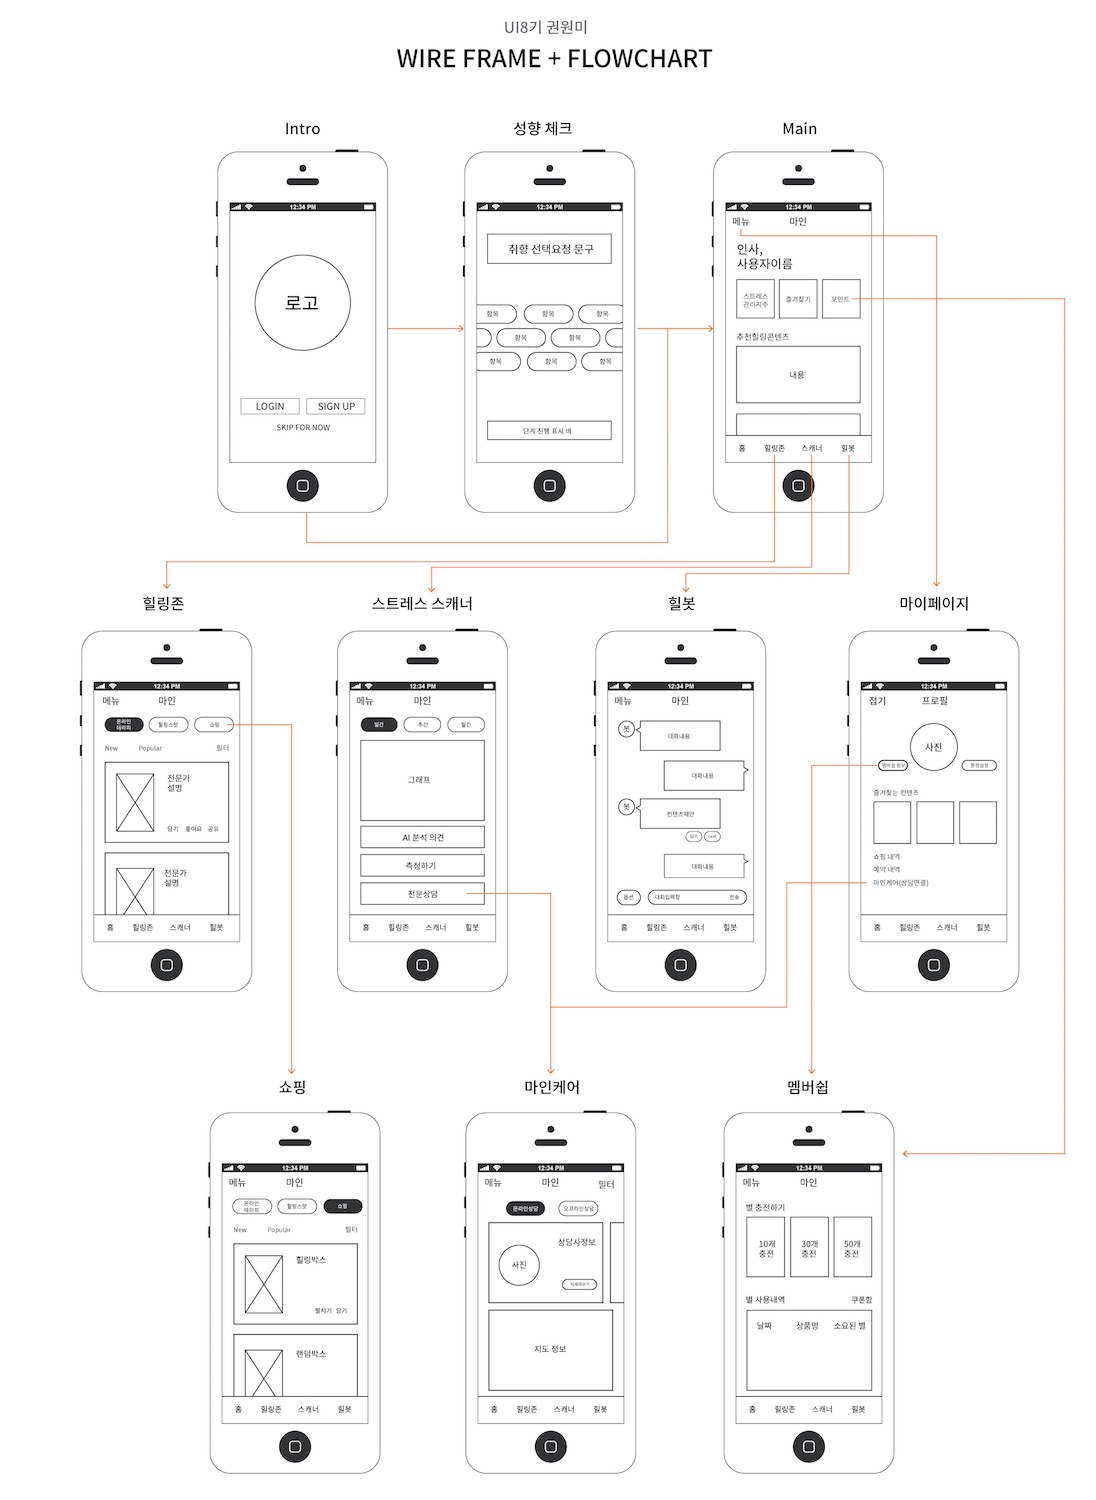 UI8기 권원미
WIRE FRAME + FLOWCHART
Intro
12:34 PM
로고
LOGIN
SIGN UP
SKIP FOR NOW
성향 체크
12:34 PM
취향 선택요청 문구
항목 항목 항목
항목 항목
항목 항목 항목
단계 진행 표시 바
Main
12:34 PM
메뉴 마인
인사,
사용자이름
스트레스
관리지수
즐겨찾기
포인트
추천힐링콘텐츠
내용
홈 힐링존 스캐너 힐봇
힐링존
12:34 PM
메뉴 마인
온라인
테라피
힐링스팟
쇼핑
New Popular 필터
전문가
설명
담기 좋아요 공유
전문가
설명
홈 힐링존 스캐너 힐봇
스트레스 스캐너
12:34 PM
메뉴 마인
일간 주간 월간
그래프
AI 분석 의견
측정하기
전문상담
홈 힐링존 스캐너 힐봇
힐봇
12:34 PM
메뉴 마인
봇 대화내용
대화내용
봇 컨텐츠제안
담기 next
대화내용
옵션 대화입력창 전송
홈 힐링존 스캐너 힐봇
마이페이지
12:34 PM
접기 프로필
사진
멤버쉽 정보 환경설정
즐겨찾는 컨텐츠
쇼핑 내역
예약 내역
마인케어(상담연결)
홈 힐링존 스캐너 힐봇
쇼핑
12:34 PM
메뉴 마인
온라인
테라피
힐링스팟
쇼핑
New Popular 필터
힐링박스
펼치기 담기
랜덤박스
홈 힐링존 스캐너 힐봇
마인케어
12:34 PM
메뉴 마인 필터
온라인상담 오프라인상담
상담사정보
사진
자세히보기
지도 정보
홈 힐링존 스캐너 힐봇
멤버쉽
12:34 PM
메뉴 마인
별 충전하기
10개
충전
30개
충전
50개
충전
별 사용내역 쿠폰함
날짜 상품명 소요된 별
홈 힐링존 스캐너 힐봇